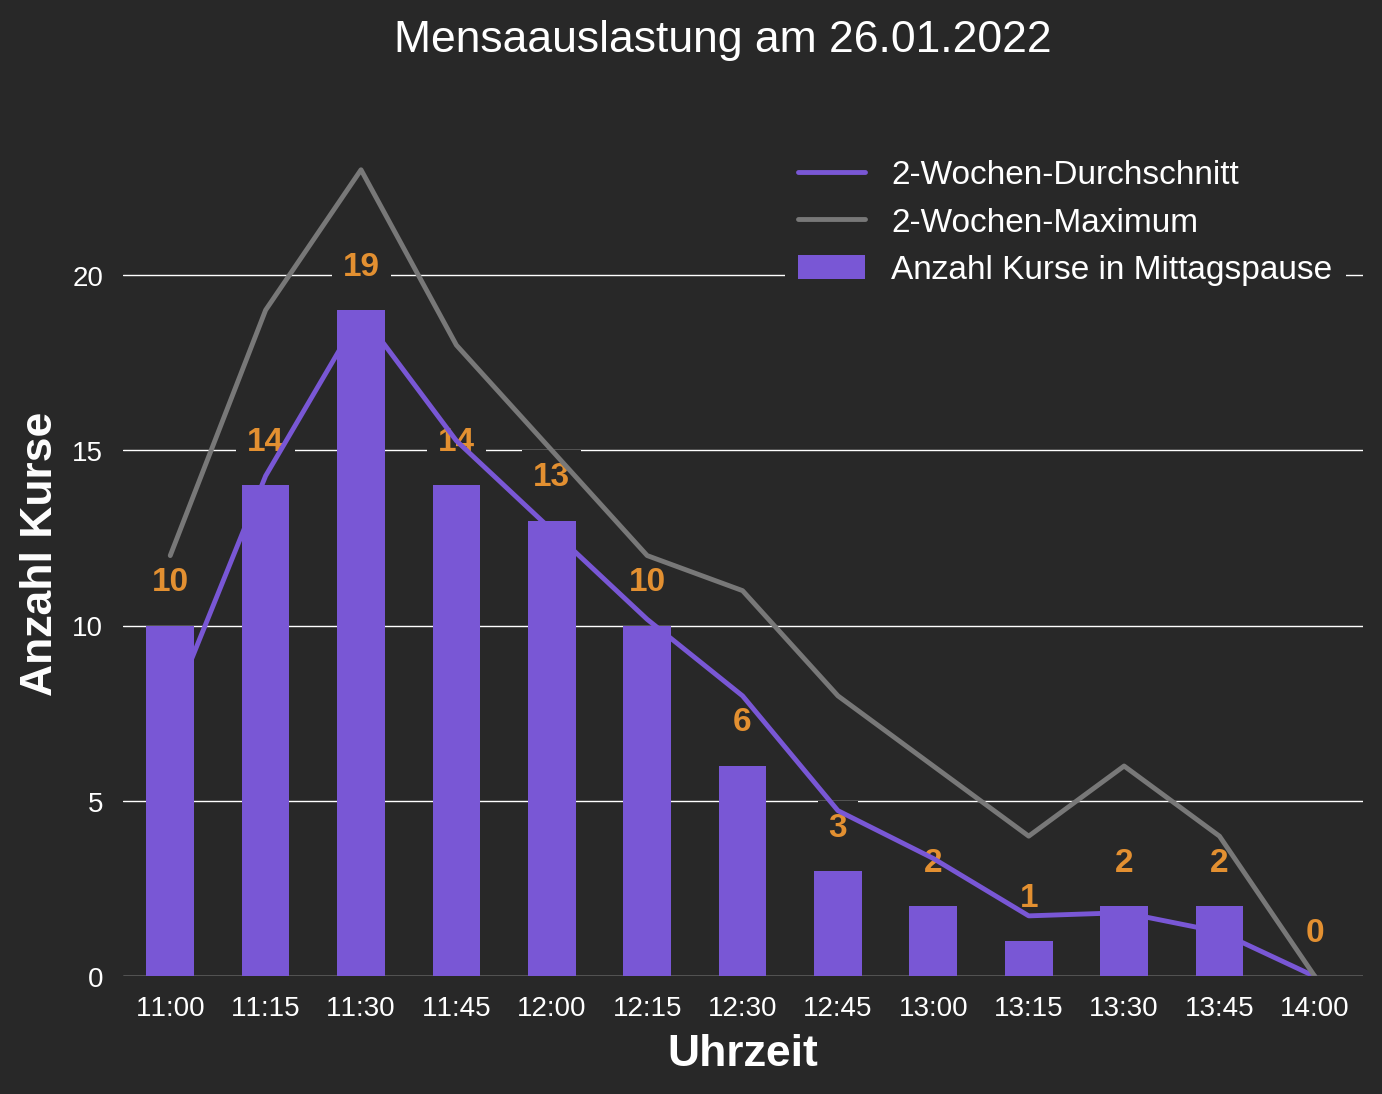 Mensaauslastung am 26.01.2022
2-Wochen-Durchschnitt
2-Wochen-Maximum
Anzahl Kurse in Mittagspause
Anzahl Kurse
20
15
10
5
0
10
14
19
14
13
10
6
3
2
1
2
2
0
11:00 11:15 11:30 11:45 12:00 12:15 12:30 12:45 13:00 13:15 13:30 13:45 14:00
Uhrzeit